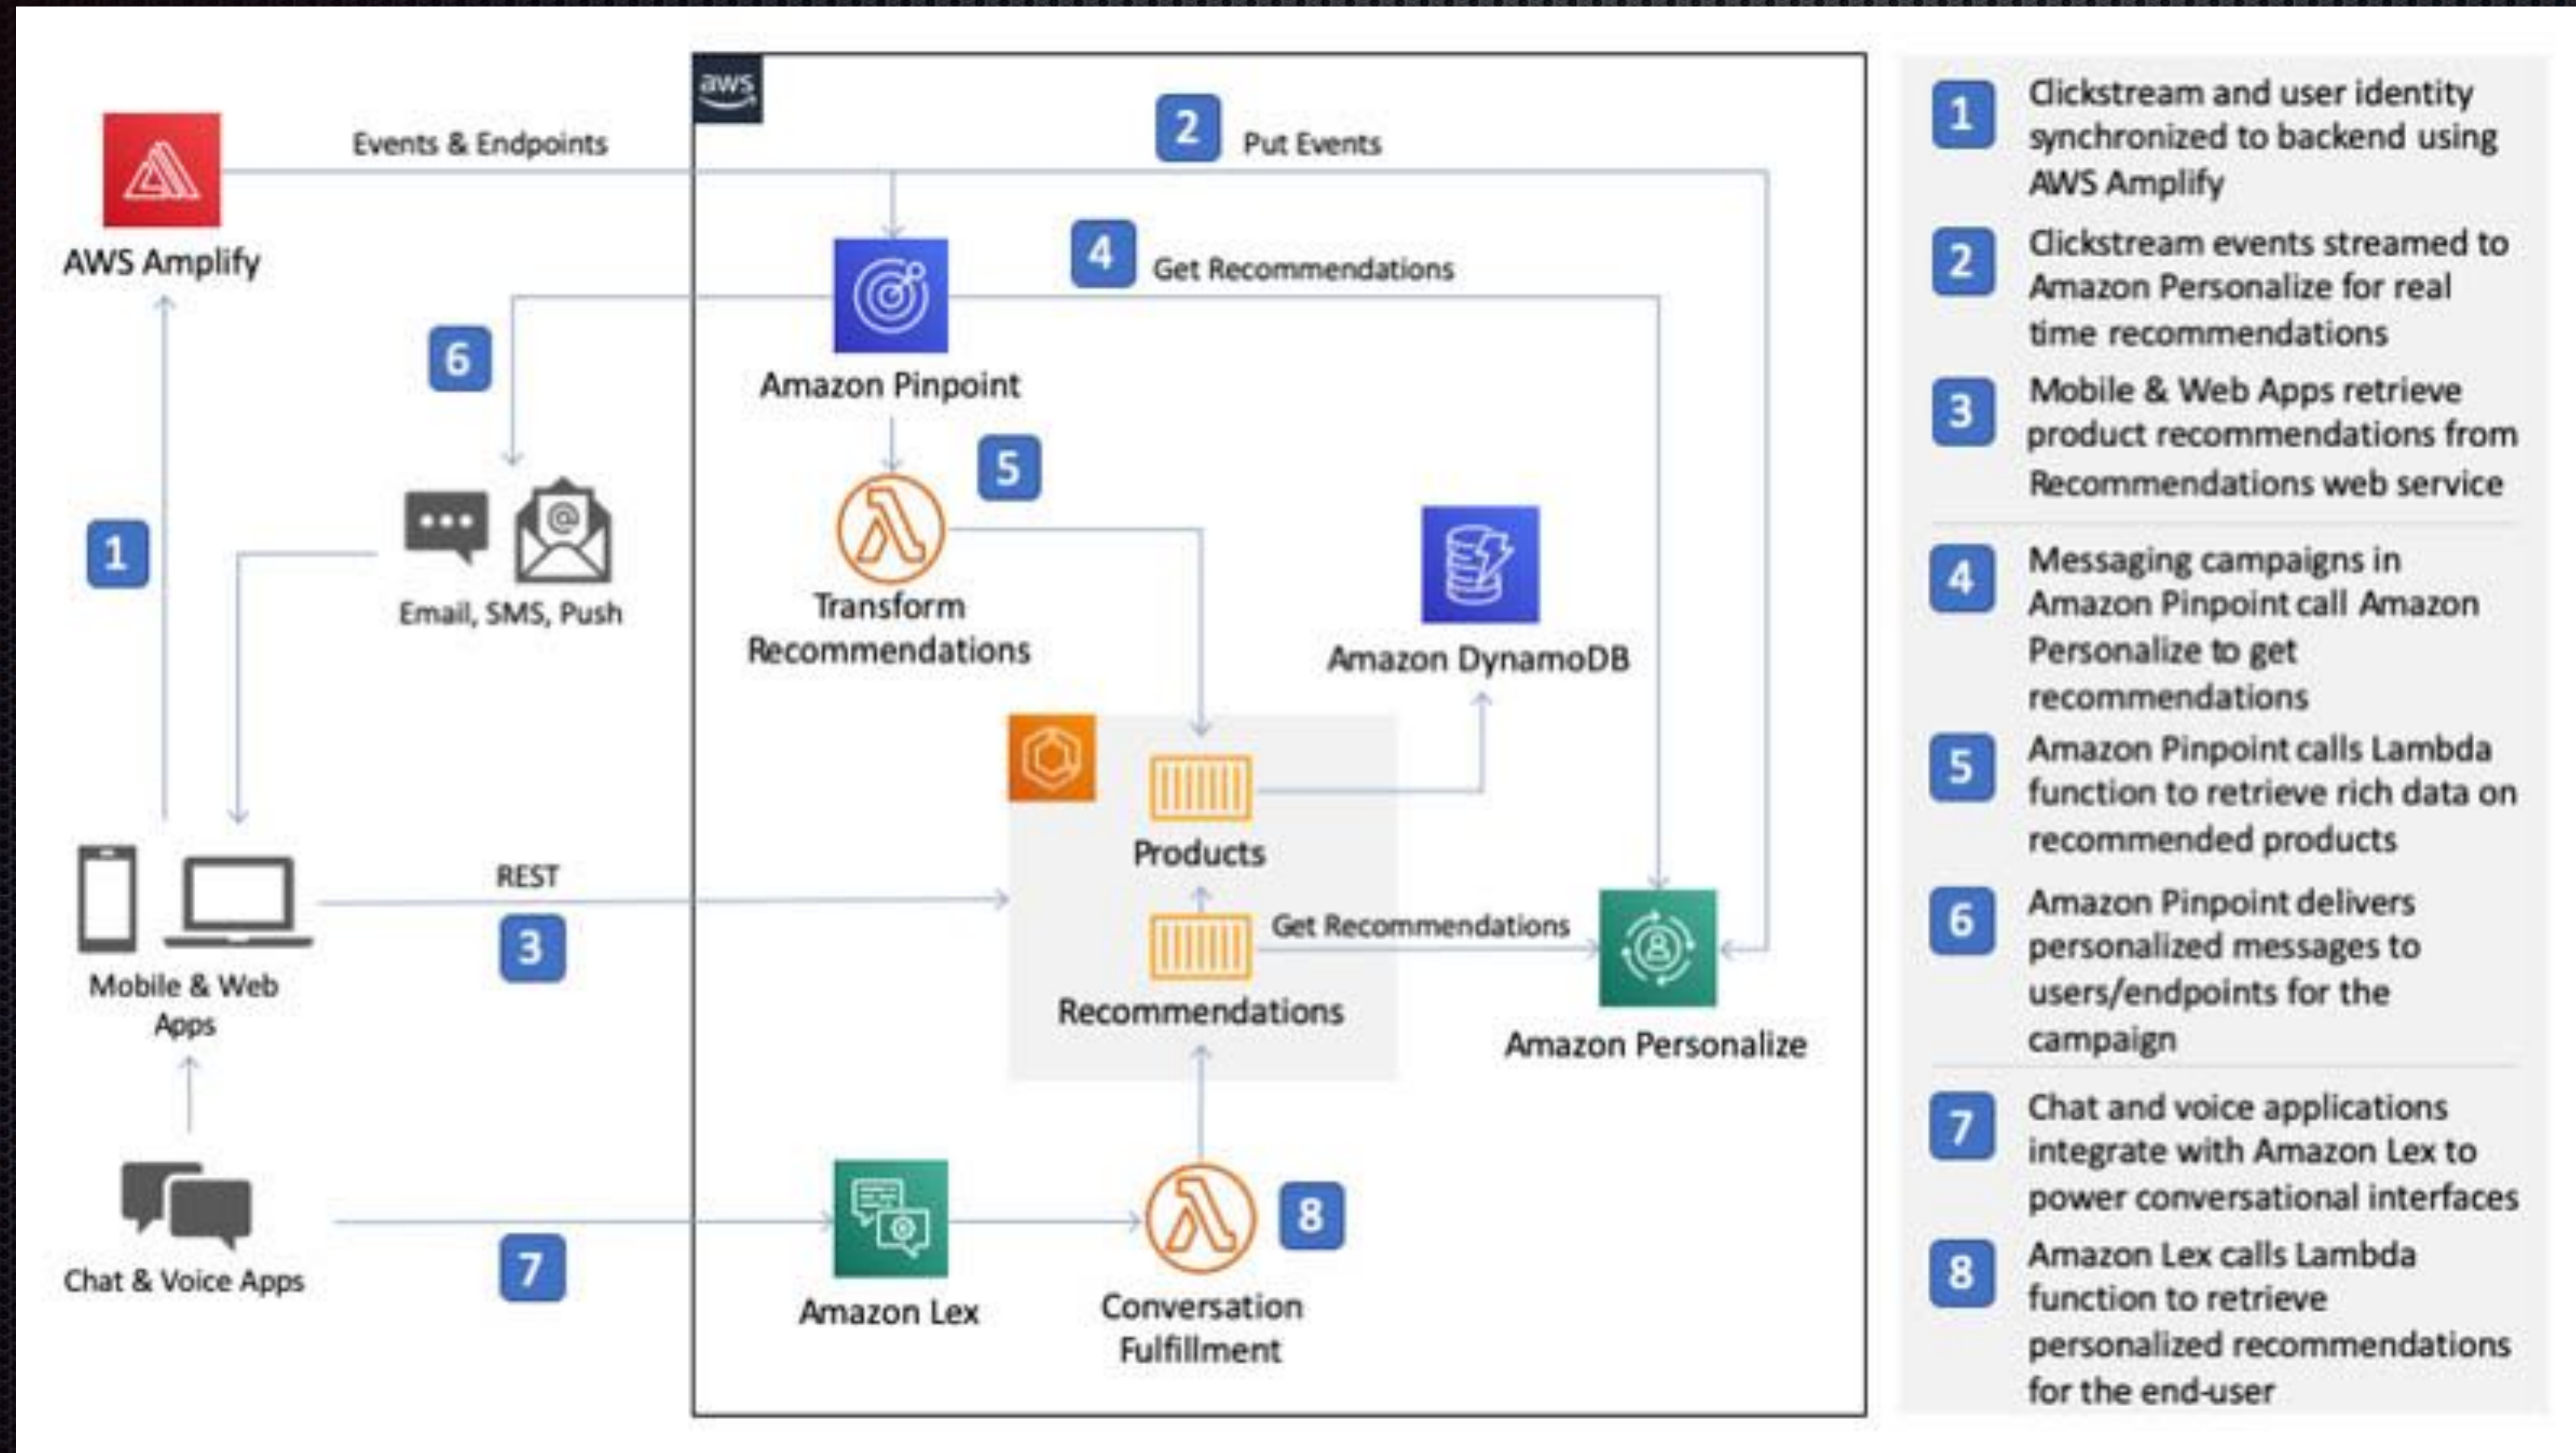 aws
Events & Endpoints
2
Put Events
AWS Amplify
4
Get Recommendations
6
Amazon Pinpoint
5
1
Email, SMS, Push
Transform
Recommendations
Amazon DynamoDB
Products
REST
3
Get Recommendations
Recommendations
Mobile & Web
Apps
Amazon Personalize
Chat & Voice Apps
7
Amazon Lex
8
Conversation
Fulfillment
1
Clickstream and user identity
synchronized to backend using
AWS Amplify
2
Clickstream events streamed to
Amazon Personalize for real
time recommendations
3
Mobile & Web Apps retrieve
product recommendations from
Recommendations web service
4
Messaging campaigns in
Amazon Pinpoint call Amazon
Personalize to get
recommendations
5
Amazon Pinpoint calls Lambda
function to retrieve rich data on
recommended products
6
Amazon Pinpoint delivers
personalized messages to
users/endpoints for the
campaign
7
Chat and voice applications
integrate with Amazon Lex to
power conversational interfaces
8
Amazon Lex calls Lambda
function to retrieve
personalized recommendations
for the end-user